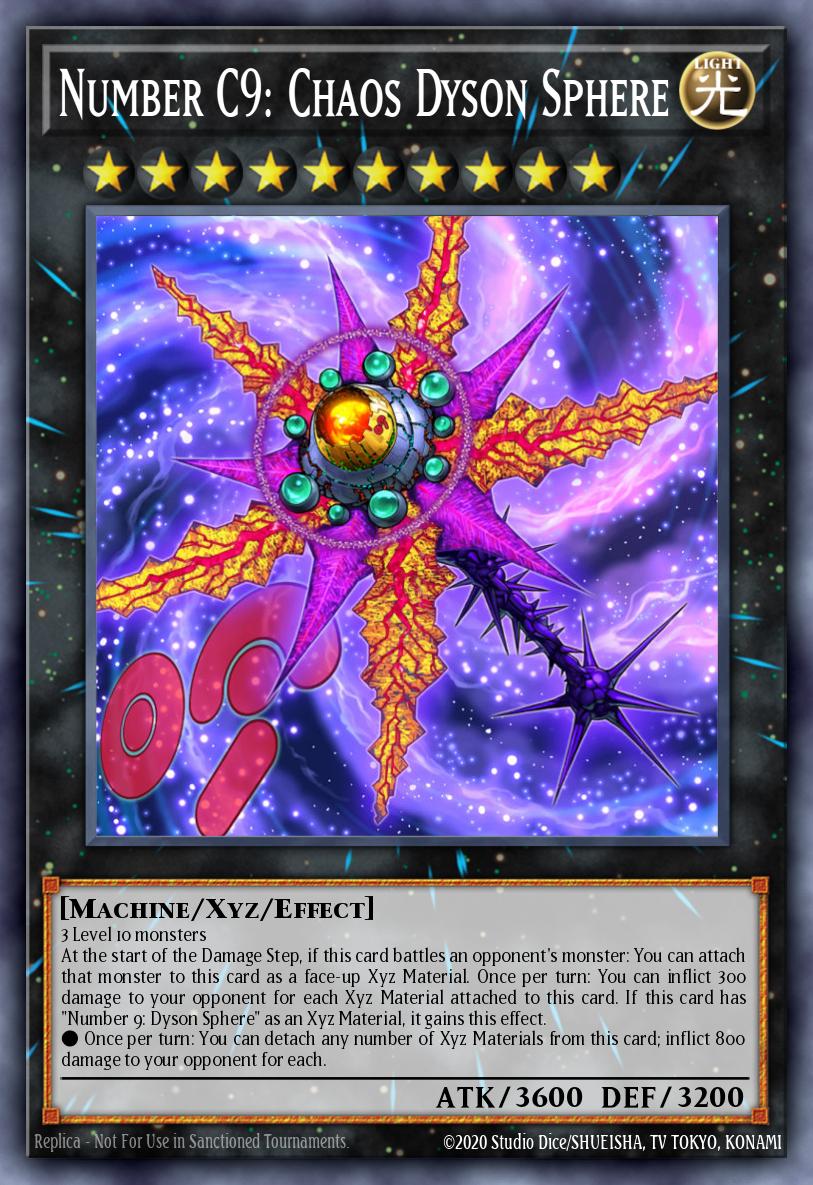 Number C9: Chaos Dyson Sphere
LIGHT
光
[Machine/Xyz/Effect]
3 Level 10 monsters
At the start of the Damage Step, if this card battles an opponent's monster: You can attach
that monster to this card as a face-up Xyz Material. Once per turn: You can inflict 300
damage to your opponent for each Xyz Material attached to this card. If this card has
"Number 9: Dyson Sphere" as an Xyz Material, it gains this effect.
● Once per turn: You can detach any number of Xyz Materials from this card; inflict 800
damage to your opponent for each.
ATK/3600 DEF/3200
Replica - Not For Use in Sanctioned Tournaments.
©2020 Studio Dice/SHUEISHA, TV TOKYO, KONAMI